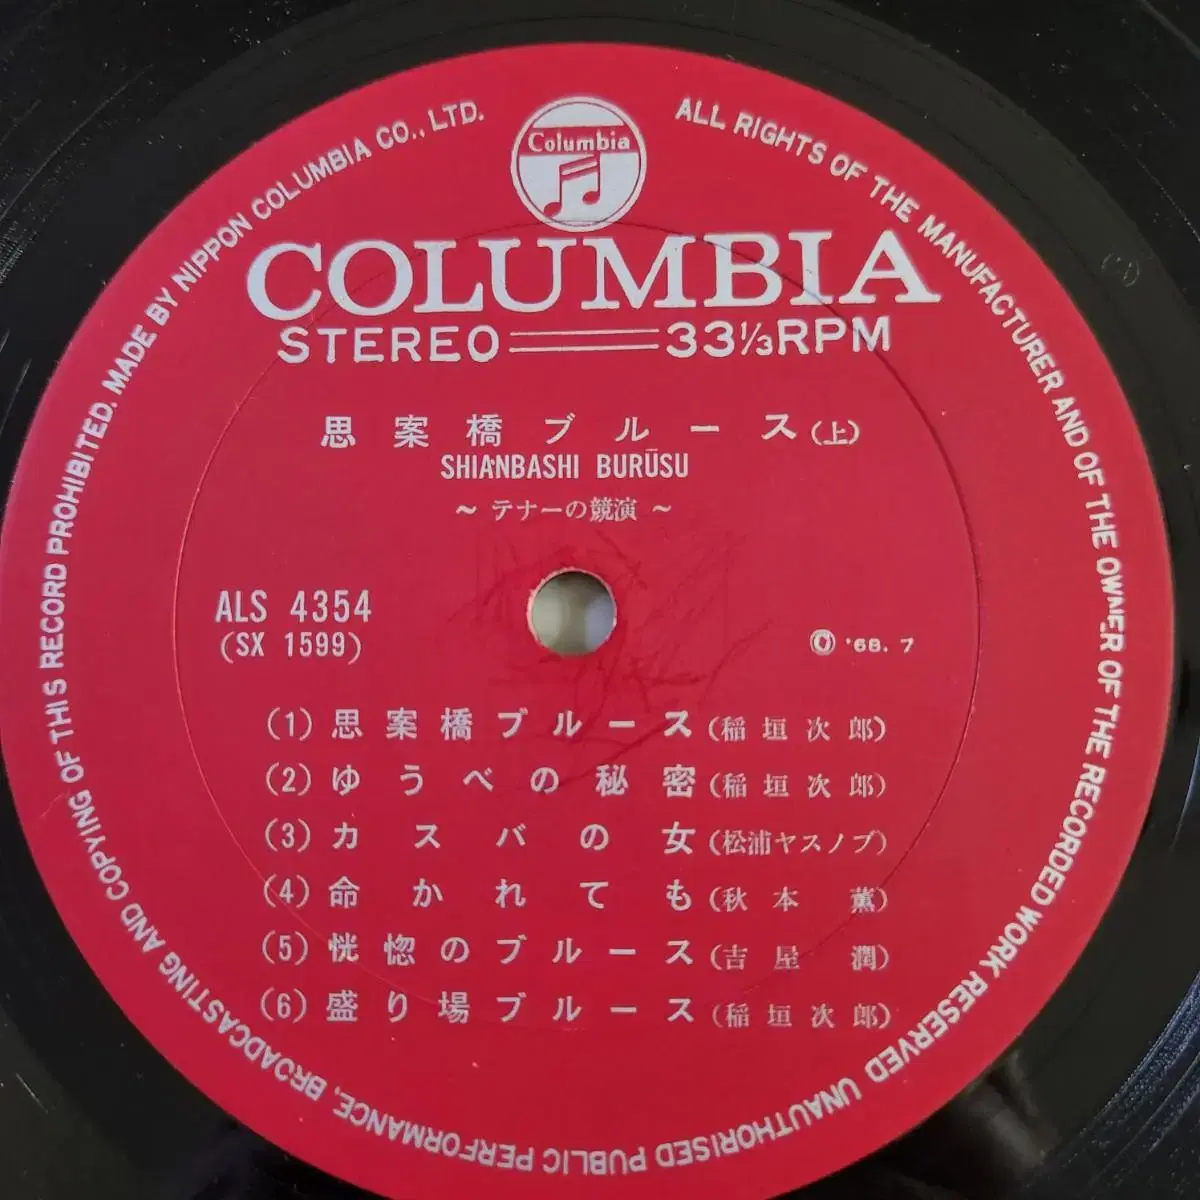 Columbia
COLUMBIA
STEREO 33 1/3 RPM
思案橋ブルース(上)
SHIANBASHI BURŪSU
~ テナーの競演 ~
ALS 4354
(SX 1599)
Ⓟ '68. 7
(1) 思案橋ブルース (稲垣次郎)
(2) ゆうべの秘密 (稲垣次郎)
(3) カスバの女 (松浦ヤスノブ)
(4) 命かれても (秋本薫)
(5) 恍惚のブルース (吉屋潤)
(6) 盛り場ブルース (稲垣次郎)
ALL RIGHTS OF THE MANUFACTURER AND OF THE OWNER OF THE RECORDED WORK RESERVED UNAUTHORISED PUBLIC PERFORMANCE, BROADCASTING AND COPYING OF THIS RECORD PROHIBITED. MADE BY NIPPON COLUMBIA CO., LTD.